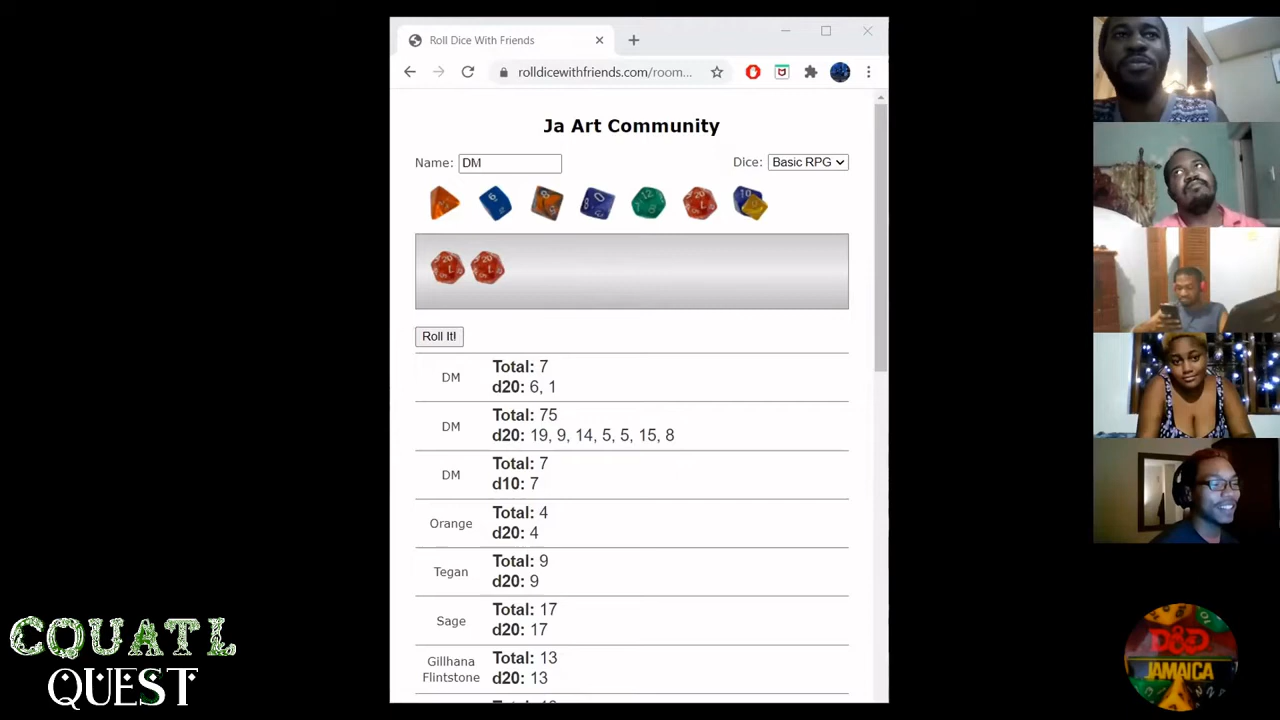 Roll Dice With Friends
rolldicewithfriends.com/room...
Ja Art Community
Name: DM
Dice: Basic RPG
Roll It!
DM
Total: 7
d20: 6, 1
DM
Total: 75
d20: 19, 9, 14, 5, 5, 15, 8
DM
Total: 7
d10: 7
Orange
Total: 4
d20: 4
Tegan
Total: 9
d20: 9
Sage
Total: 17
d20: 17
Gillhana
Flintstone
Total: 13
d20: 13
COUATL
QUEST
D&D
JAMAICA